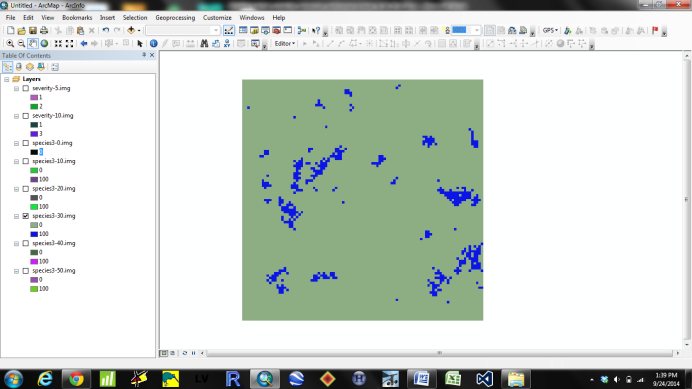 Untitled - ArcMap - ArcInfo
File Edit View Bookmarks Insert Selection Geoprocessing Customize Windows Help
Editor
GPS
Table Of Contents
Layers
severity-5.img
1
2
severity-10.img
1
3
species3-0.img
species3-10.img
0
100
species3-20.img
0
100
species3-30.img
0
100
species3-40.img
0
100
species3-50.img
0
100
LV
R
H
1:39 PM
9/24/2014